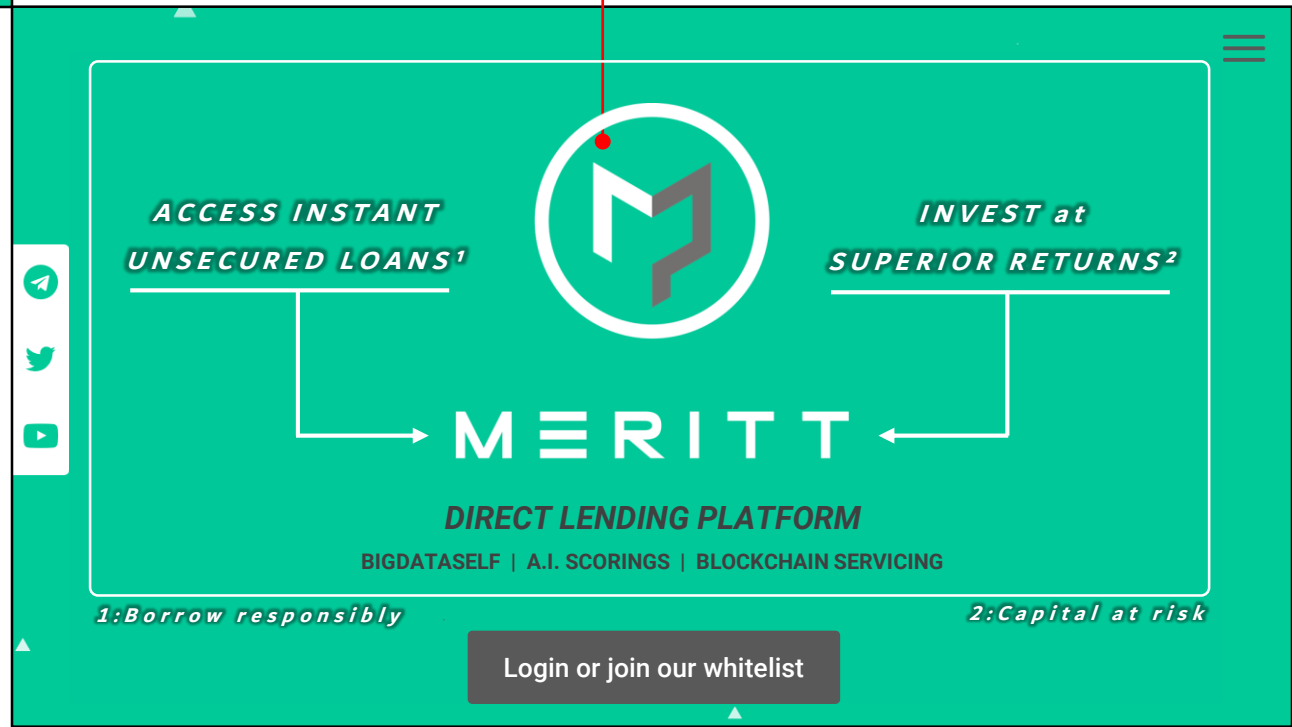 ACCESS INSTANT
UNSECURED LOANS¹
INVEST at
SUPERIOR RETURNS²
MERITT
DIRECT LENDING PLATFORM
BIGDATASELF | A.I. SCORINGS | BLOCKCHAIN SERVICING
1:Borrow responsibly
2:Capital at risk
Login or join our whitelist